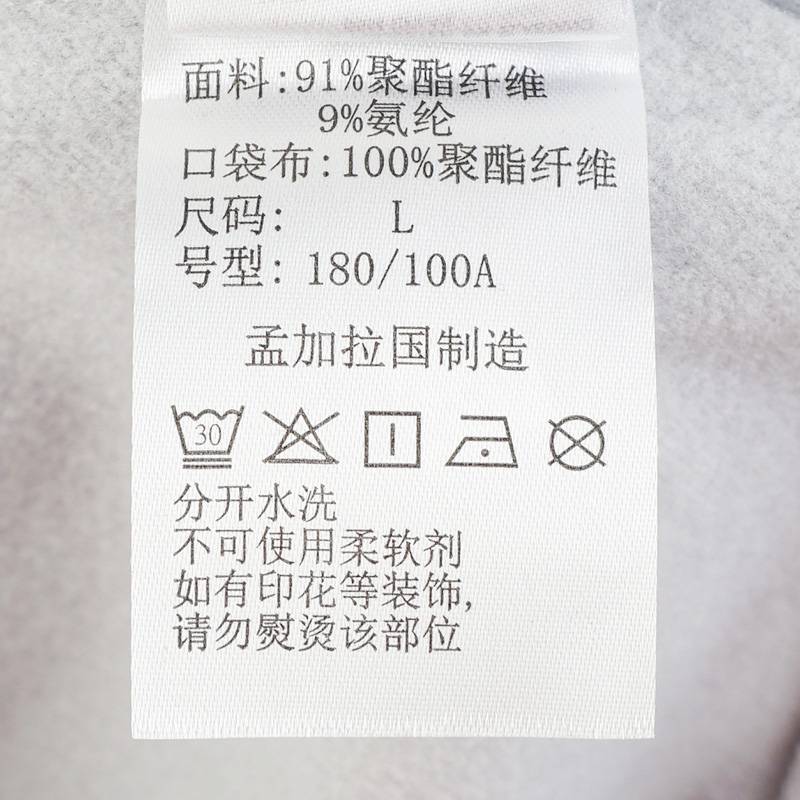 面料:91%聚酯纤维
9%氨纶
口袋布:100%聚酯纤维
尺码: L
号型: 180/100A
孟加拉国制造
30
分开水洗
不可使用柔软剂
如有印花等装饰,
请勿熨烫该部位